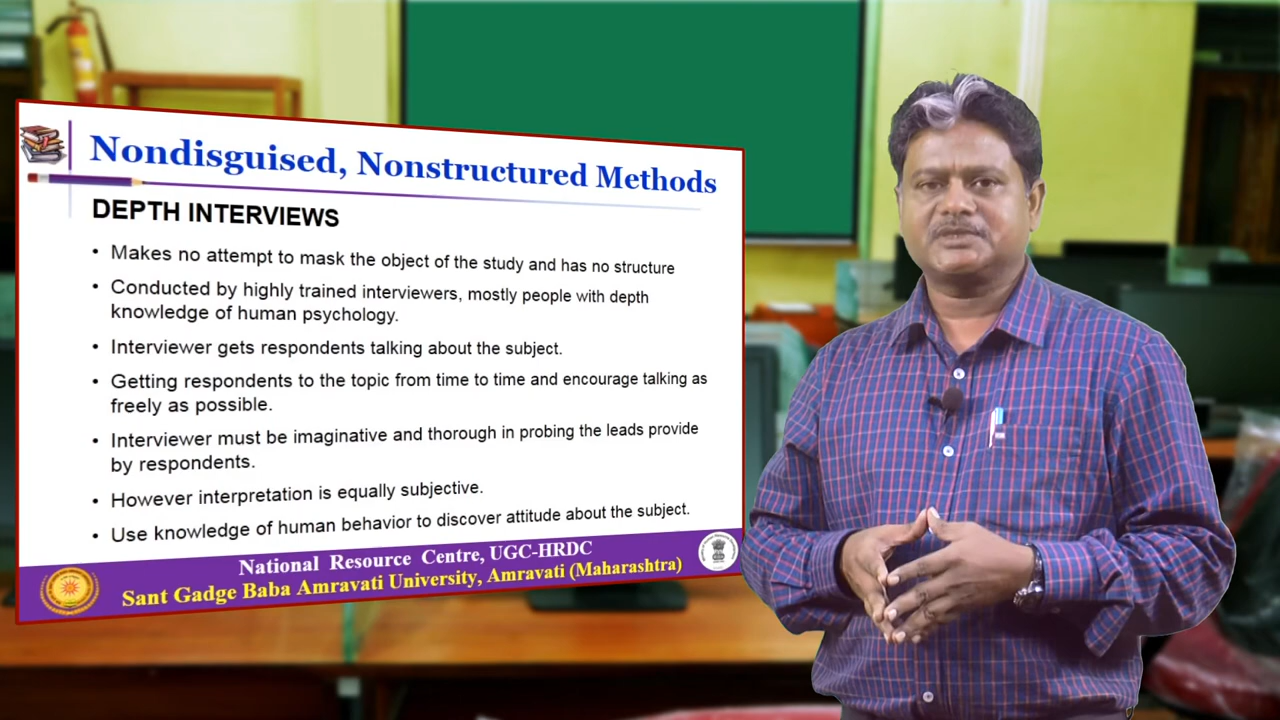 Nondisguised, Nonstructured Methods
DEPTH INTERVIEWS
• Makes no attempt to mask the object of the study and has no structure
• Conducted by highly trained interviewers, mostly people with depth
knowledge of human psychology.
• Interviewer gets respondents talking about the subject.
• Getting respondents to the topic from time to time and encourage talking as
freely as possible.
• Interviewer must be imaginative and thorough in probing the leads provide
by respondents.
• However interpretation is equally subjective.
• Use knowledge of human behavior to discover attitude about the subject.
National Resource Centre, UGC-HRDC
Sant Gadge Baba Amravati University, Amravati (Maharashtra)